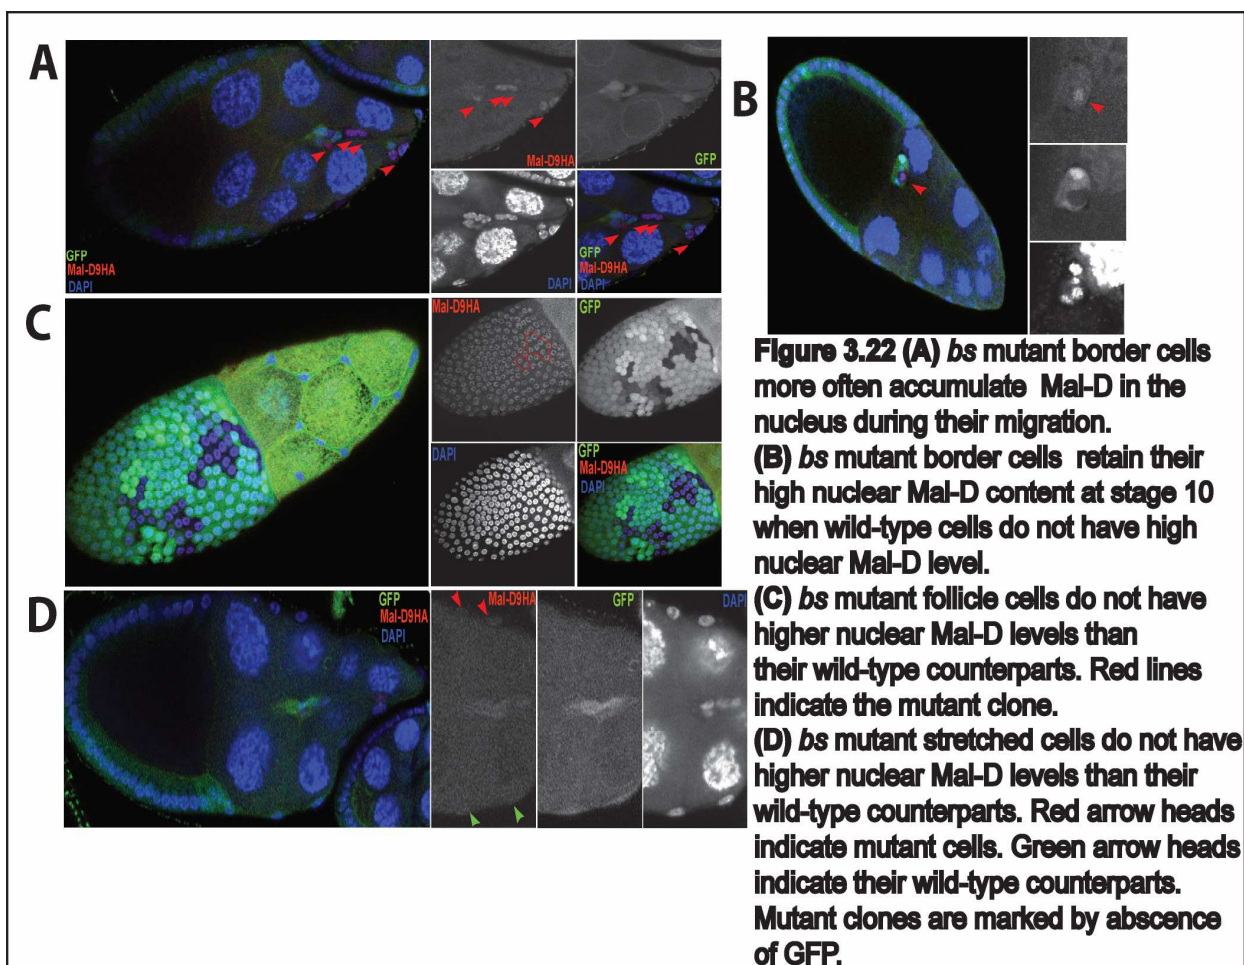 A
GFP
Mal-D9HA
DAPI
Mal-D9HA
GFP
DAPI
GFP
Mal-D9HA
DAPI
B
C
Mal-D9HA
GFP
DAPI
GFP
Mal-D9HA
DAPI
D
GFP
Mal-D9HA
DAPI
Mal-D9HA
GFP
DAPI
Figure 3.22 (A) bs mutant border cells
more often accumulate Mal-D in the
nucleus during their migration.
(B) bs mutant border cells retain their
high nuclear Mal-D content at stage 10
when wild-type cells do not have high
nuclear Mal-D level.
(C) bs mutant follicle cells do not have
higher nuclear Mal-D levels than
their wild-type counterparts. Red lines
indicate the mutant clone.
(D) bs mutant stretched cells do not have
higher nuclear Mal-D levels than their
wild-type counterparts. Red arrow heads
indicate mutant cells. Green arrow heads
indicate their wild-type counterparts.
Mutant clones are marked by abscence
of GFP.